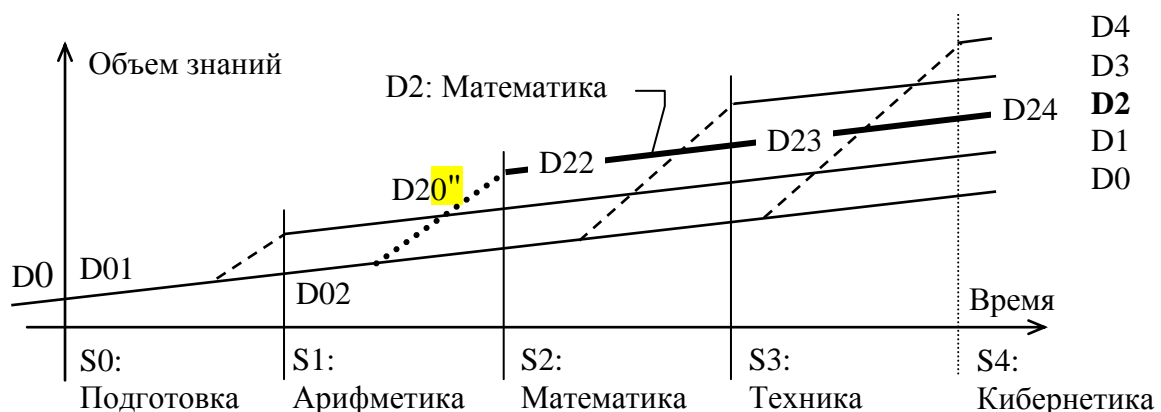 Объем знаний
D2: Математика
D4
D3
D2
D1
D0
D24
D23
D22
D20"
D0
D01
D02
Время
S0:
Подготовка
S1:
Арифметика
S2:
Математика
S3:
Техника
S4:
Кибернетика